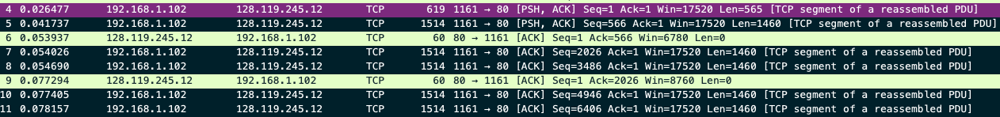 4 0.026477 192.168.1.102 128.119.245.12 TCP 619 1161 → 80 [PSH, ACK] Seq=1 Ack=1 Win=17520 Len=565 [TCP segment of a reassembled PDU]
5 0.041737 192.168.1.102 128.119.245.12 TCP 1514 1161 → 80 [PSH, ACK] Seq=566 Ack=1 Win=17520 Len=1460 [TCP segment of a reassembled PDU]
6 0.053937 128.119.245.12 192.168.1.102 TCP 60 80 → 1161 [ACK] Seq=1 Ack=566 Win=6780 Len=0
7 0.054026 192.168.1.102 128.119.245.12 TCP 1514 1161 → 80 [ACK] Seq=2026 Ack=1 Win=17520 Len=1460 [TCP segment of a reassembled PDU]
8 0.054690 192.168.1.102 128.119.245.12 TCP 1514 1161 → 80 [ACK] Seq=3486 Ack=1 Win=17520 Len=1460 [TCP segment of a reassembled PDU]
9 0.077294 128.119.245.12 192.168.1.102 TCP 60 80 → 1161 [ACK] Seq=1 Ack=2026 Win=8760 Len=0
10 0.077405 192.168.1.102 128.119.245.12 TCP 1514 1161 → 80 [ACK] Seq=4946 Ack=1 Win=17520 Len=1460 [TCP segment of a reassembled PDU]
11 0.078157 192.168.1.102 128.119.245.12 TCP 1514 1161 → 80 [ACK] Seq=6406 Ack=1 Win=17520 Len=1460 [TCP segment of a reassembled PDU]